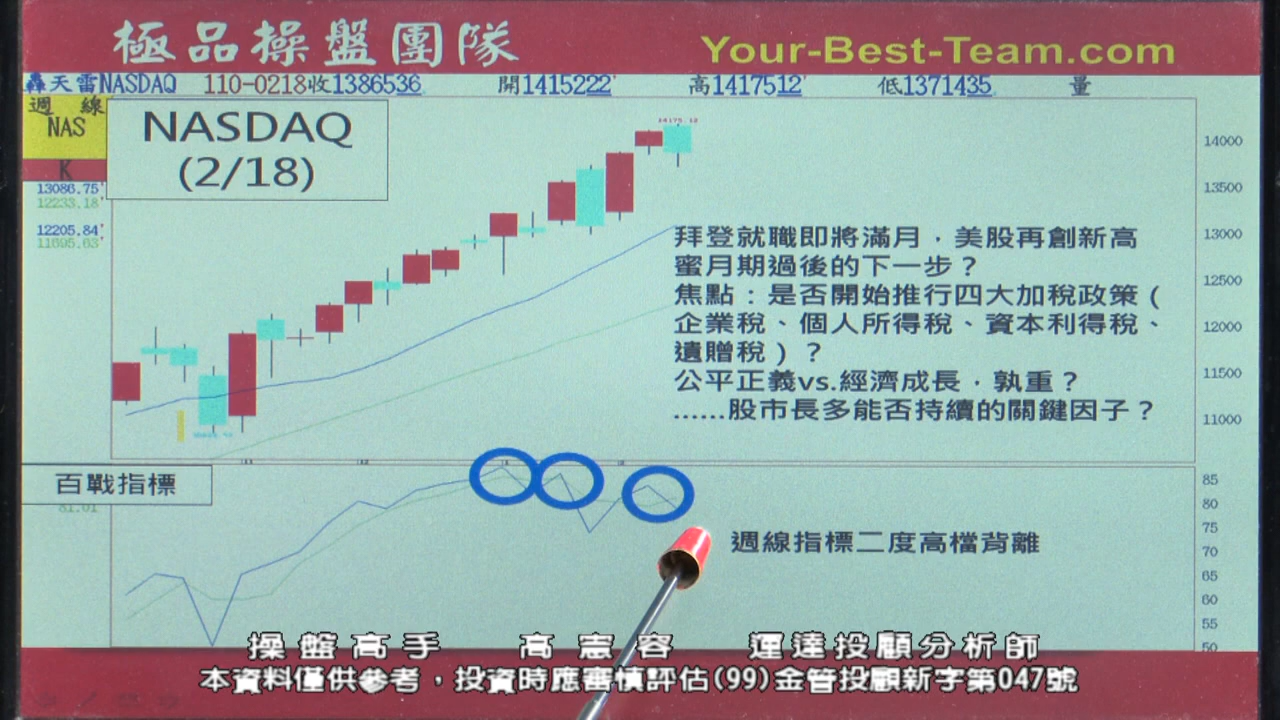 極品操盤團隊 Your-Best-Team.com
轟天雷NASDAQ 110-0218收1386536 開1415222' 高1417512' 低1371435 量
週 線
NAS
K
13086.75'
12233.18'
12205.84'
11695.63'
NASDAQ
(2/18)
14175.12
14000
13500
13000
12500
12000
11500
11000
拜登就職即將滿月，美股再創新高
蜜月期過後的下一步？
焦點：是否開始推行四大加稅政策（
企業稅、個人所得稅、資本利得稅、
遺贈稅）？
公平正義vs.經濟成長，孰重？
……股市長多能否持續的關鍵因子？
百戰指標
81.01
85
80
75
70
65
60
55
50
週線指標二度高檔背離
操盤高手 高憲容 運達投顧分析師
本資料僅供參考，投資時應審慎評估(99)金管投顧新字第047號